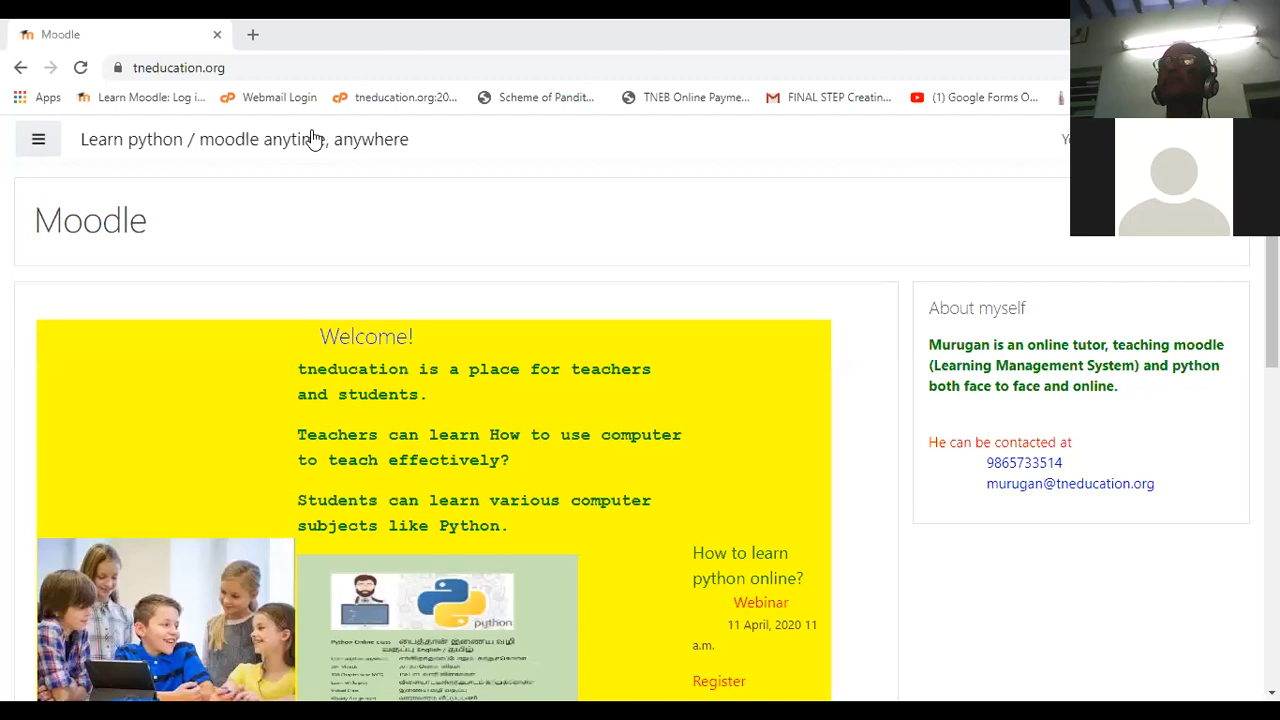 Moodle
tneducation.org
Apps
Learn Moodle: Log i...
Webmail Login
tneducation.org:20...
Scheme of Pandit...
TNEB Online Payme...
FINAL STEP Creatin...
(1) Google Forms O...
Learn python / moodle anytime, anywhere
Moodle
Welcome!
tneducation is a place for teachers
and students.
Teachers can learn How to use computer
to teach effectively?
Students can learn various computer
subjects like Python.
python
Python Online Class
How to learn
python online?
Webinar
11 April, 2020 11
a.m.
Register
About myself
Murugan is an online tutor, teaching moodle
(Learning Management System) and python
both face to face and online.
He can be contacted at
9865733514
murugan@tneducation.org